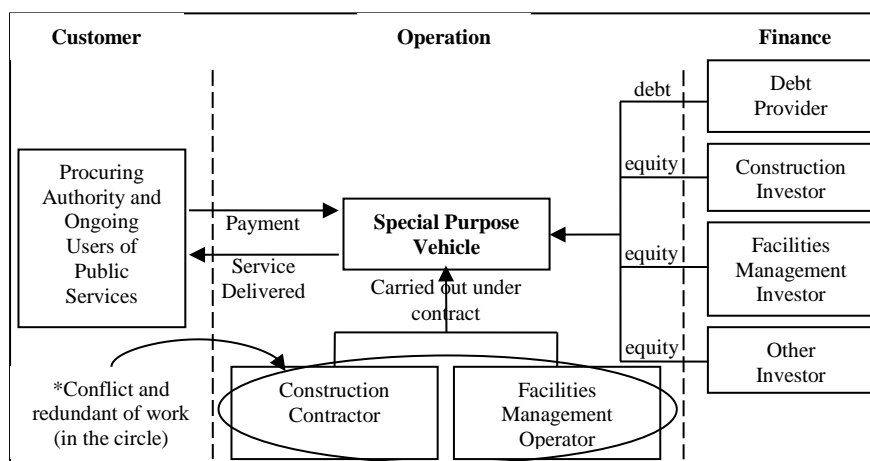 Customer
Operation
Finance
Procuring
Authority and
Ongoing
Users of
Public
Services
Payment
Service
Delivered
Special Purpose
Vehicle
Carried out under
contract
debt
equity
equity
equity
Debt
Provider
Construction
Investor
Facilities
Management
Investor
Other
Investor
*Conflict and
redundant of work
(in the circle)
Construction
Contractor
Facilities
Management
Operator